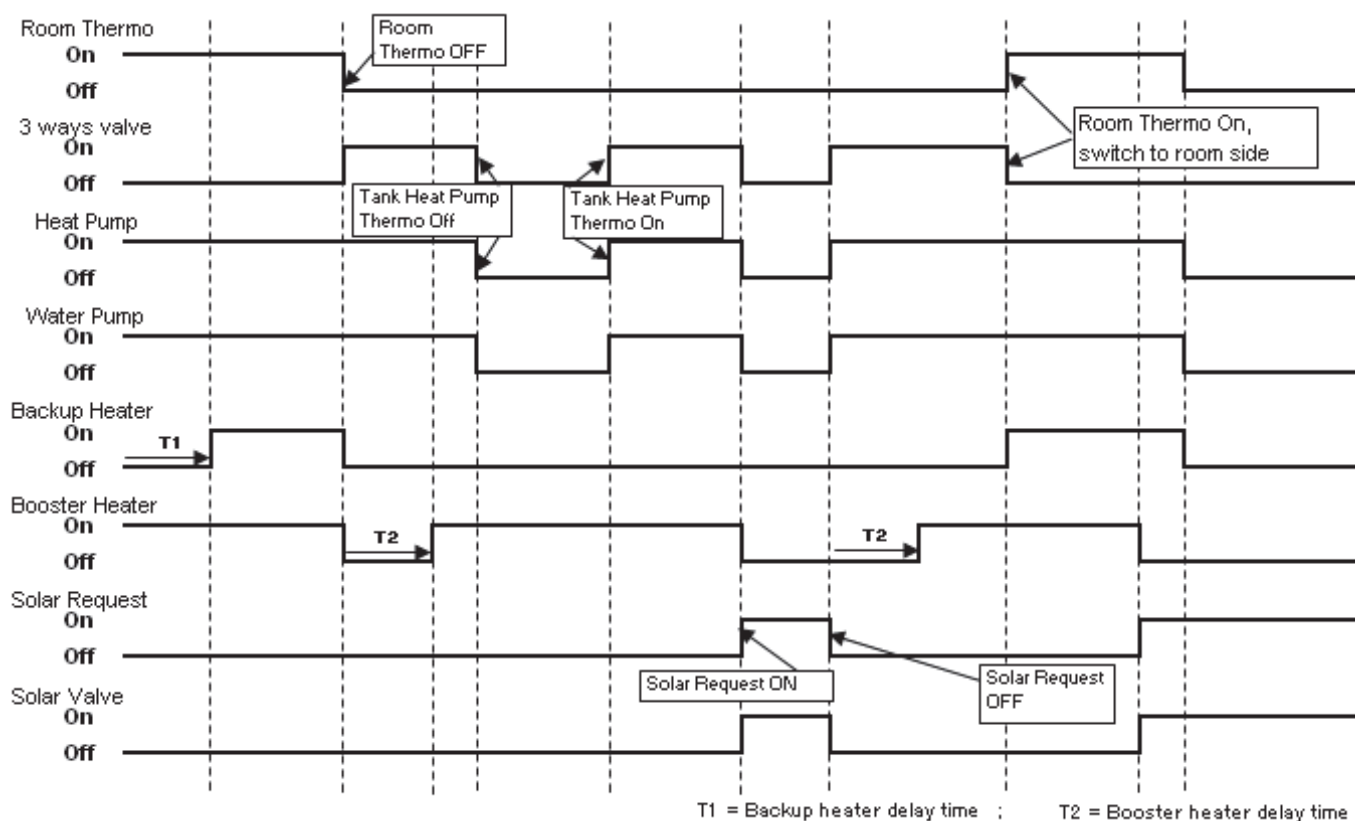 Room Thermo
On
Off
Room
Thermo OFF
3 ways valve
On
Off
Room Thermo On,
switch to room side
Tank Heat Pump
Thermo Off
Tank Heat Pump
Thermo On
Heat Pump
On
Off
Water Pump
On
Off
Backup Heater
On
T1
Off
Booster Heater
On
T2
T2
Off
Solar Request
On
Off
Solar Request ON
Solar Request
OFF
Solar Valve
On
Off
T1 = Backup heater delay time ; T2 = Booster heater delay time